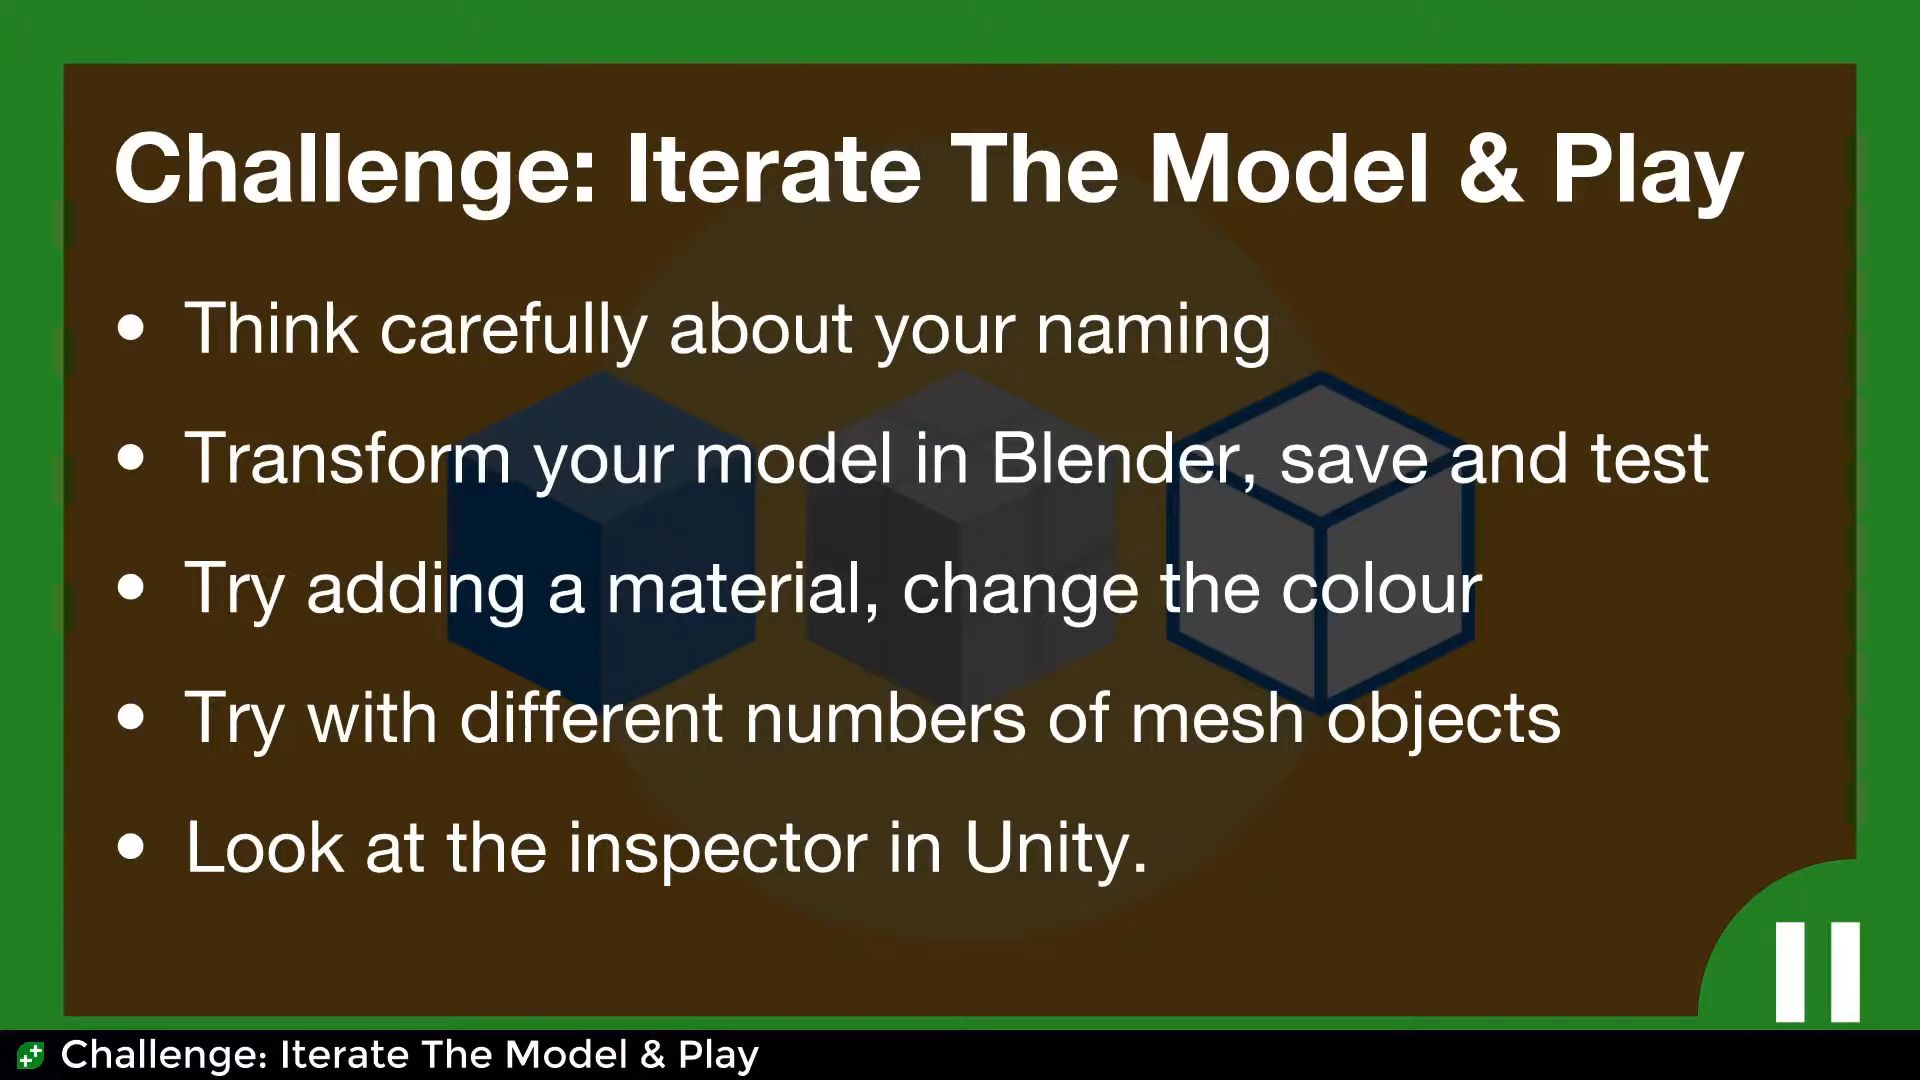 Challenge: Iterate The Model & Play
• Think carefully about your naming
• Transform your model in Blender, save and test
• Try adding a material, change the colour
• Try with different numbers of mesh objects
• Look at the inspector in Unity.
Challenge: Iterate The Model & Play